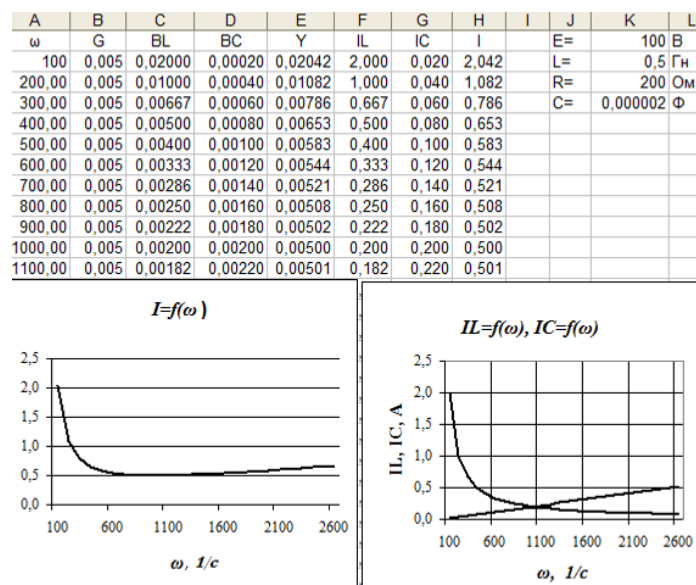 A B C D E F G H I J K L
ω G BL BC Y IL IC I E= 100 В
100 0,005 0,02000 0,00020 0,02042 2,000 0,020 2,042 L= 0,5 Гн
200,00 0,005 0,01000 0,00040 0,01082 1,000 0,040 1,082 R= 200 Ом
300,00 0,005 0,00667 0,00060 0,00786 0,667 0,060 0,786 C= 0,000002 Ф
400,00 0,005 0,00500 0,00080 0,00653 0,500 0,080 0,653
500,00 0,005 0,00400 0,00100 0,00583 0,400 0,100 0,583
600,00 0,005 0,00333 0,00120 0,00544 0,333 0,120 0,544
700,00 0,005 0,00286 0,00140 0,00521 0,286 0,140 0,521
800,00 0,005 0,00250 0,00160 0,00508 0,250 0,160 0,508
900,00 0,005 0,00222 0,00180 0,00502 0,222 0,180 0,502
1000,00 0,005 0,00200 0,00200 0,00500 0,200 0,200 0,500
1100,00 0,005 0,00182 0,00220 0,00501 0,182 0,220 0,501
I=f(ω )
2,5
2,0
1,5
1,0
0,5
0,0
100 600 1100 1600 2100 2600
ω, 1/с
IL=f(ω), IC=f(ω)
IL, IC, А
2,5
2,0
1,5
1,0
0,5
0,0
100 600 1100 1600 2100 2600
ω, 1/с